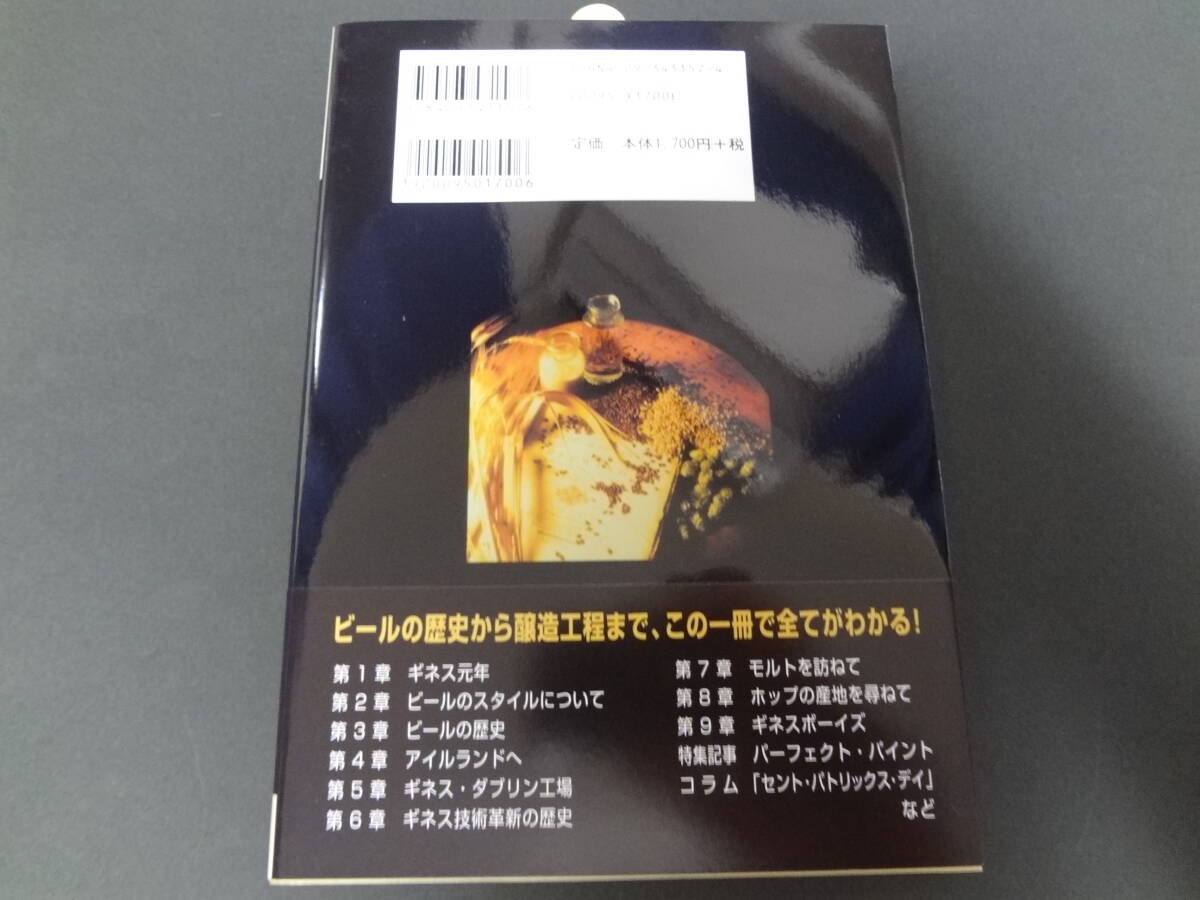 定価　本体1,700円+税
1920095017006
ビールの歴史から醸造工程まで、この一冊で全てがわかる!
第1章　ギネス元年
第2章　ビールのスタイルについて
第3章　ビールの歴史
第4章　アイルランドへ
第5章　ギネス・ダブリン工場
第6章　ギネス技術革新の歴史
第7章　モルトを訪ねて
第8章　ホップの産地を尋ねて
第9章　ギネスボーイズ
特集記事　パーフェクト・パイント
コラム　「セント・パトリックス・デイ」
など